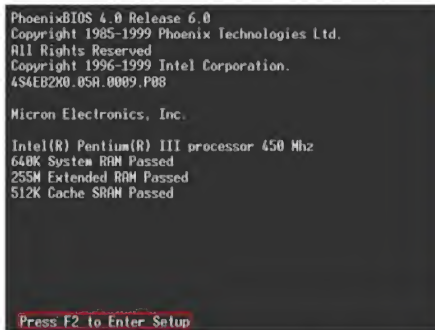 PhoenixBIOS 4.0 Release 6.0
Copyright 1985-1999 Phoenix Technologies Ltd.
All Rights Reserved
Copyright 1996-1999 Intel Corporation.
4S4EB2X0.05A.0009.P08
Micron Electronics, Inc.
Intel(R) Pentium(R) III processor 450 Mhz
640K System RAM Passed
255M Extended RAM Passed
512K Cache SRAM Passed
Press F2 to Enter Setup